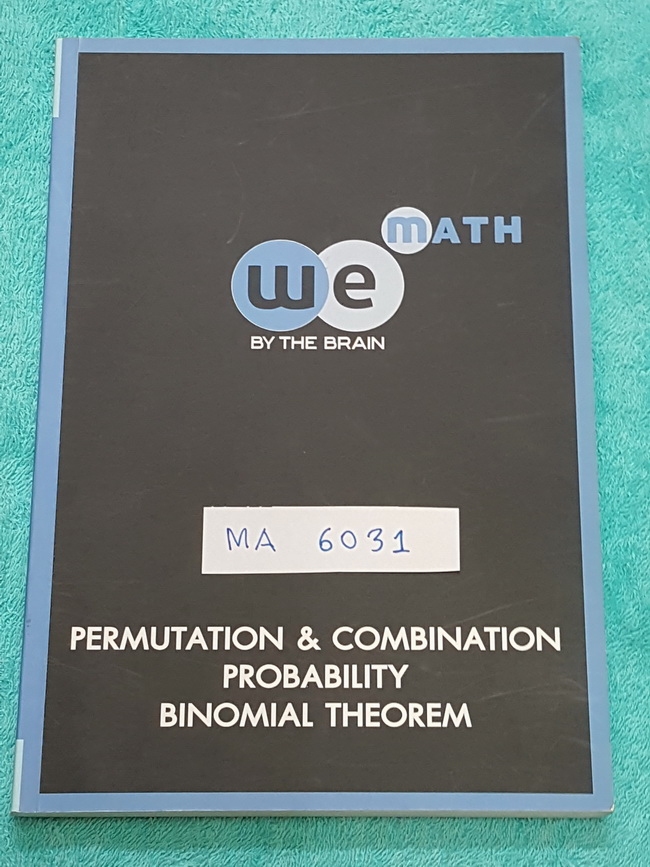 mATH
we
BY THE BRAIN
MA 6031
PERMUTATION & COMBINATION
PROBABILITY
BINOMIAL THEOREM